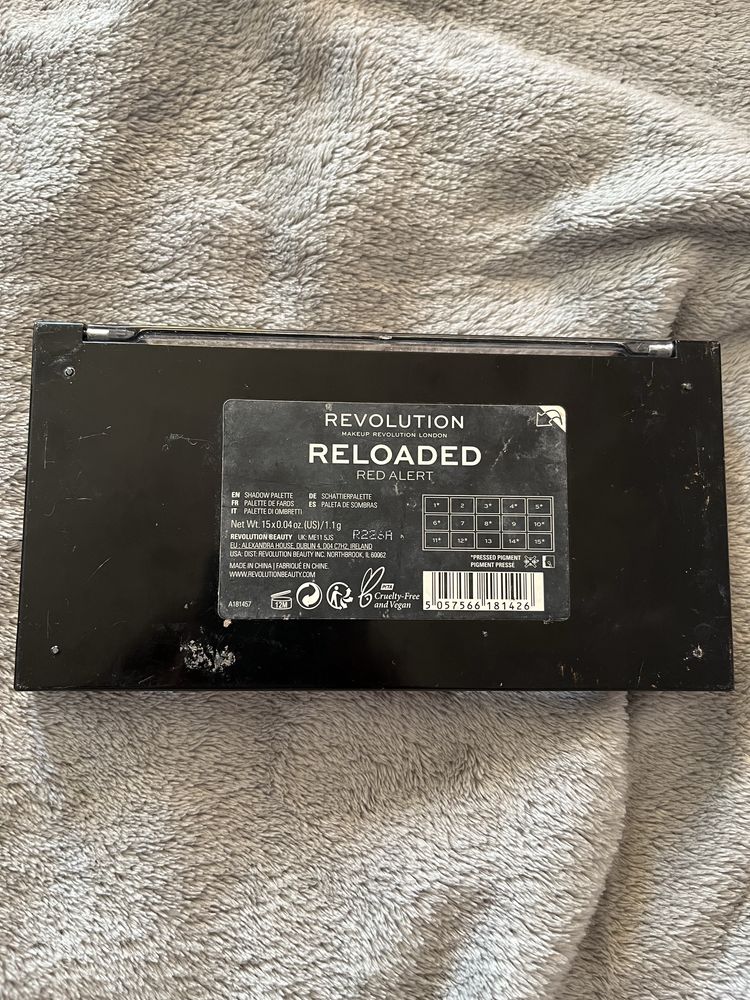 REVOLUTION
MAKEUP REVOLUTION LONDON
RELOADED
RED ALERT
EN SHADOW PALETTE DE SCHATTIERPALETTE
FR PALETTE DE FARDS ES PALETA DE SOMBRAS
IT PALETTE DI OMBRETTI
Net Wt. 15 x 0.04 oz. (US) / 1.1 g
REVOLUTION BEAUTY UK: ME11 5JS R226A
EU: ALEXANDRA HOUSE, DUBLIN 4, D04 C7H2, IRELAND
USA: DIST: REVOLUTION BEAUTY INC. NORTHBROOK, IL 60062
MADE IN CHINA | FABRIQUÉ EN CHINE.
WWW.REVOLUTIONBEAUTY.COM
1* 2 3* 4* 5*
6* 7* 8* 9* 10*
11* 12* 13* 14* 15*
*PRESSED PIGMENT
PIGMENT PRESSÉ
A181457
12M
PETA
Cruelty-Free
and Vegan
5 057566 181426